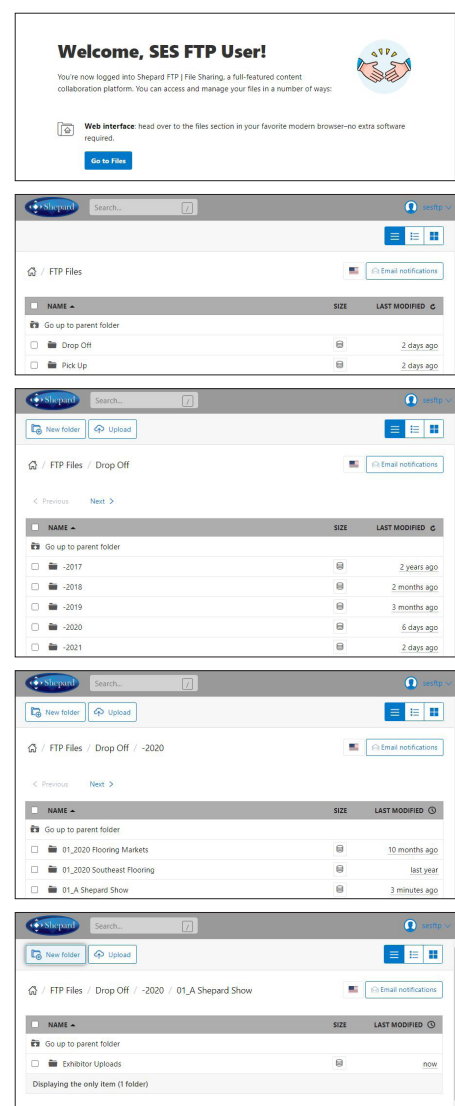 Welcome, SES FTP User!
You're now logged into Shepard FTP | File Sharing, a full-featured content
collaboration platform. You can access and manage your files in a number of ways:
Web interface: head over to the files section in your favorite modern browser–no extra software
required.
Go to Files
Shepard Search... / sesftp
/ FTP Files Email notifications
NAME SIZE LAST MODIFIED
Go up to parent folder
Drop Off 2 days ago
Pick Up 2 days ago
Shepard Search... / sesftp
New folder Upload
/ FTP Files / Drop Off Email notifications
< Previous Next >
NAME SIZE LAST MODIFIED
Go up to parent folder
-2017 2 years ago
-2018 2 months ago
-2019 3 months ago
-2020 6 days ago
-2021 2 days ago
Shepard Search... / sesftp
New folder Upload
/ FTP Files / Drop Off / -2020 Email notifications
< Previous Next >
NAME SIZE LAST MODIFIED
Go up to parent folder
01_2020 Flooring Markets 10 months ago
01_2020 Southeast Flooring last year
01_A Shepard Show 3 minutes ago
Shepard Search... / sesftp
New folder Upload
/ FTP Files / Drop Off / -2020 / 01_A Shepard Show Email notifications
NAME SIZE LAST MODIFIED
Go up to parent folder
Exhibitor Uploads now
Displaying the only item (1 folder)